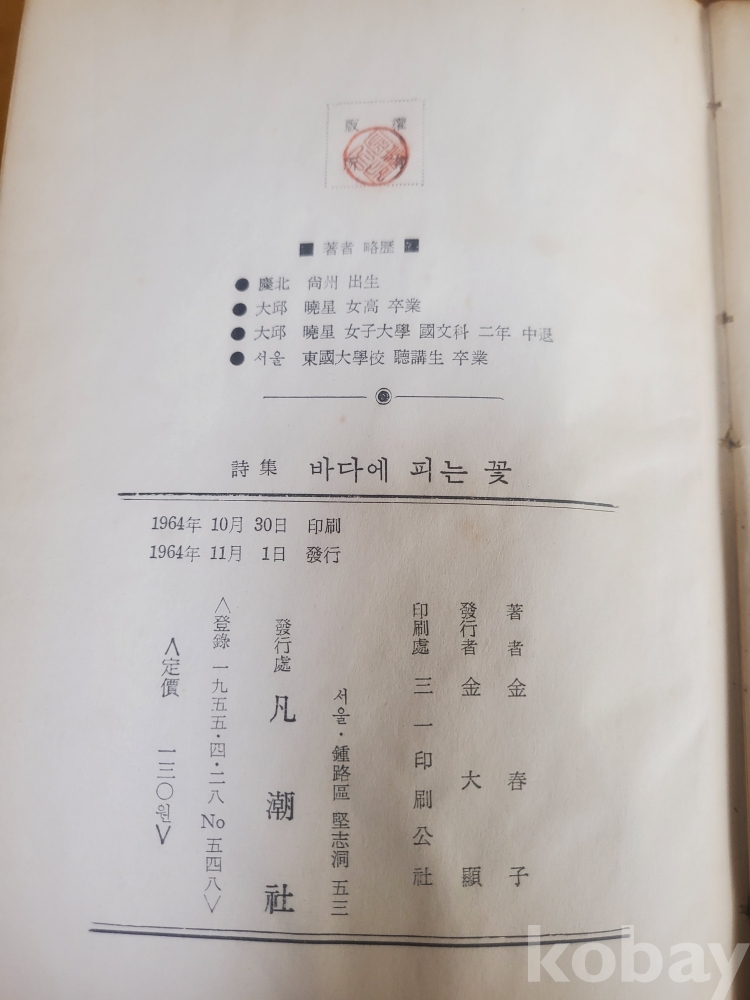 ■ 著者 略歷 ■
● 慶北 尙州 出生
● 大邱 曉星 女高 卒業
● 大邱 曉星 女子大學 國文科 二年 中退
● 서울 東國大學校 聽講生 卒業
詩集 바다에 피는 꽃
1964年 10月 30日 印刷
1964年 11月 1日 發行
著者 金春子
發行者 金大顯
印刷處 三一印刷公社
서울·鍾路區 堅志洞 五三
發行處 凡潮社
<登錄 一九五五·四·二八 No 五四八>
<定價 一三○원>
kobay